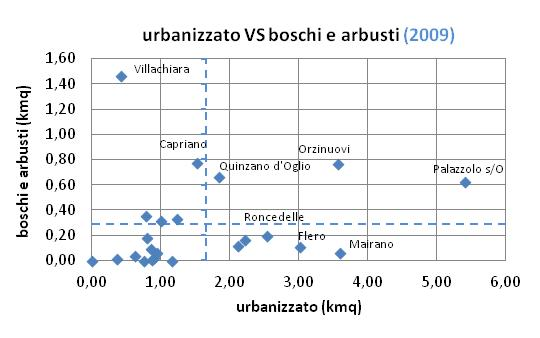 urbanizzato VS boschi e arbusti (2009)
boschi e arbusti (kmq)
1,60
1,40
1,20
1,00
0,80
0,60
0,40
0,20
0,00
Villachiara
Capriano
Orzinuovi
Quinzano d'Oglio
Palazzolo s/O
Roncedelle
Flero
Mairano
0,00 1,00 2,00 3,00 4,00 5,00 6,00
urbanizzato (kmq)